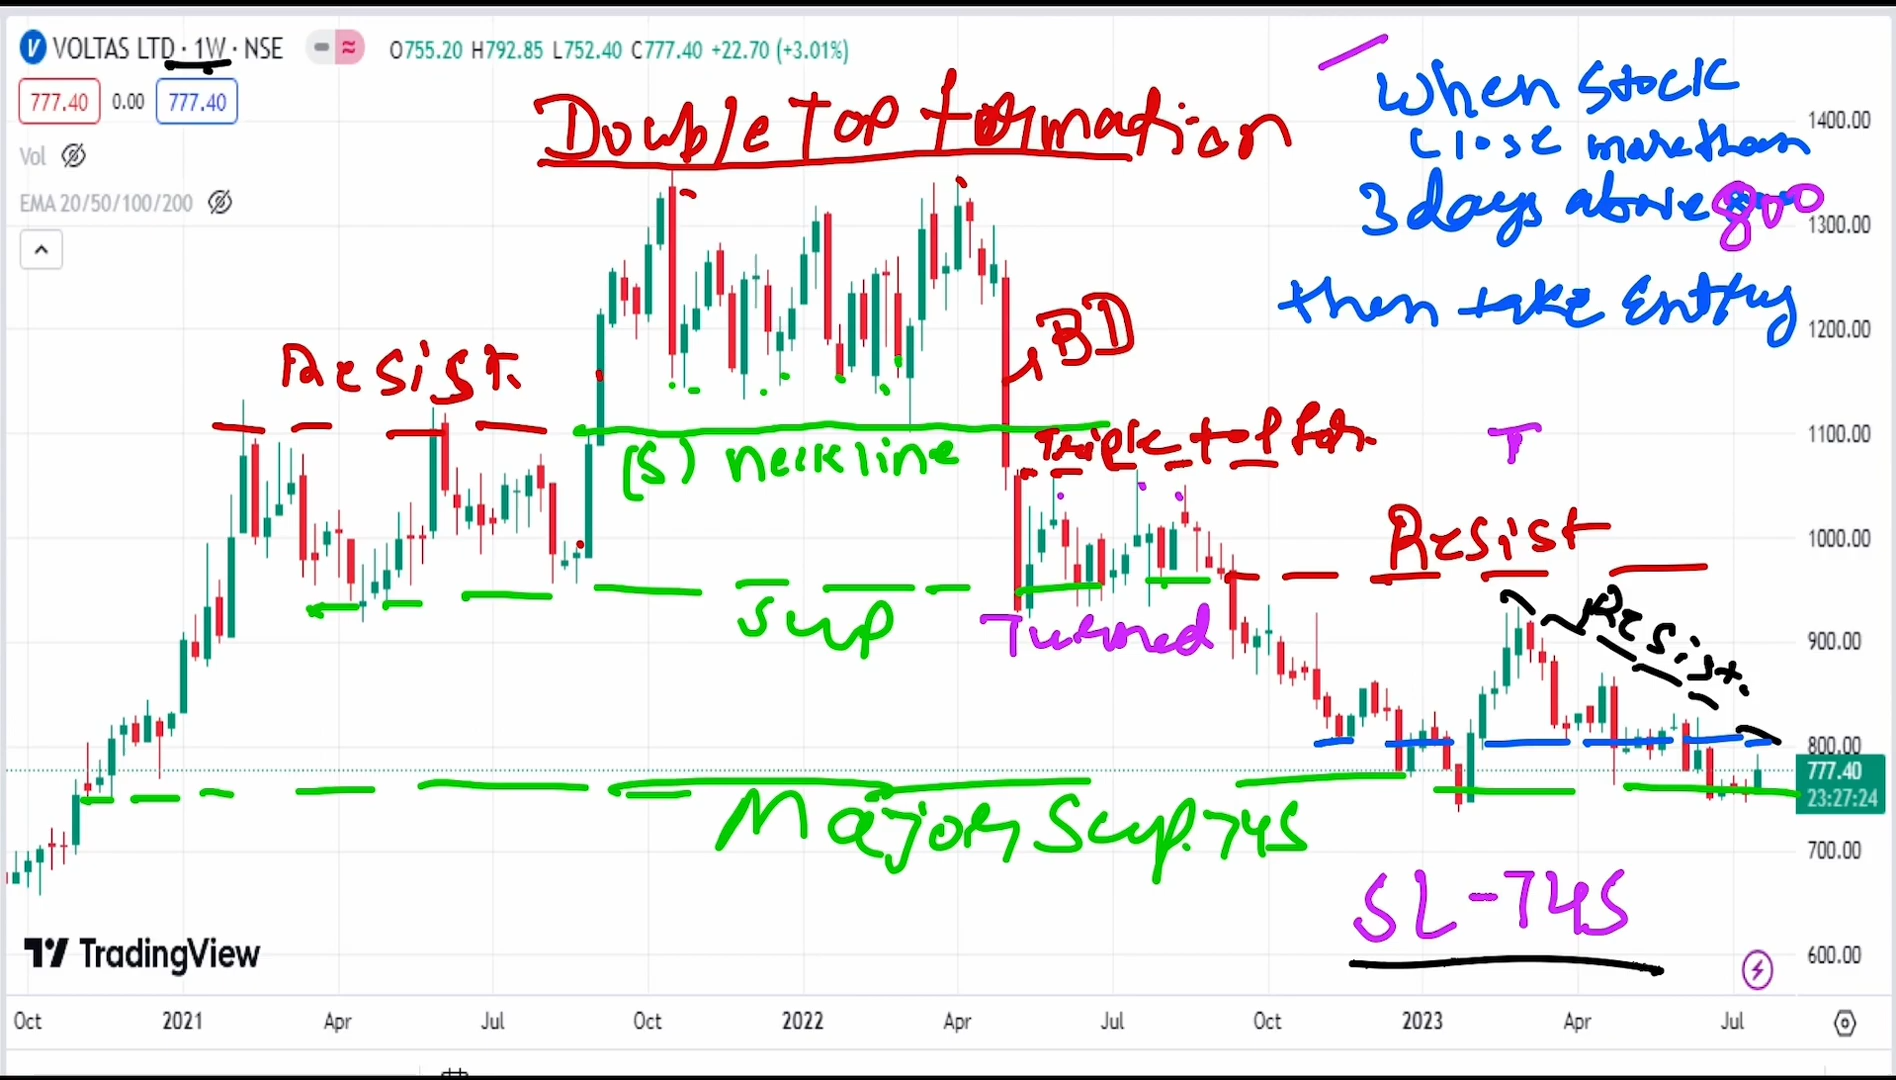 VOLTAS LTD · 1W · NSE
O755.20 H792.85 L752.40 C777.40 +22.70 (+3.01%)
777.40 0.00 777.40
Vol
EMA 20/50/100/200
Double Top formation
When Stock
Close more than
3 days above 800
then take Entry
BD
Resist.
(S) neckline
Triple top for.
T
Resist
Sup
Turned
Resist.
Major Sup. 745
SL-745
1400.00
1300.00
1200.00
1100.00
1000.00
900.00
800.00
777.40
23:27:24
700.00
600.00
TradingView
Oct 2021 Apr Jul Oct 2022 Apr Jul Oct 2023 Apr Jul